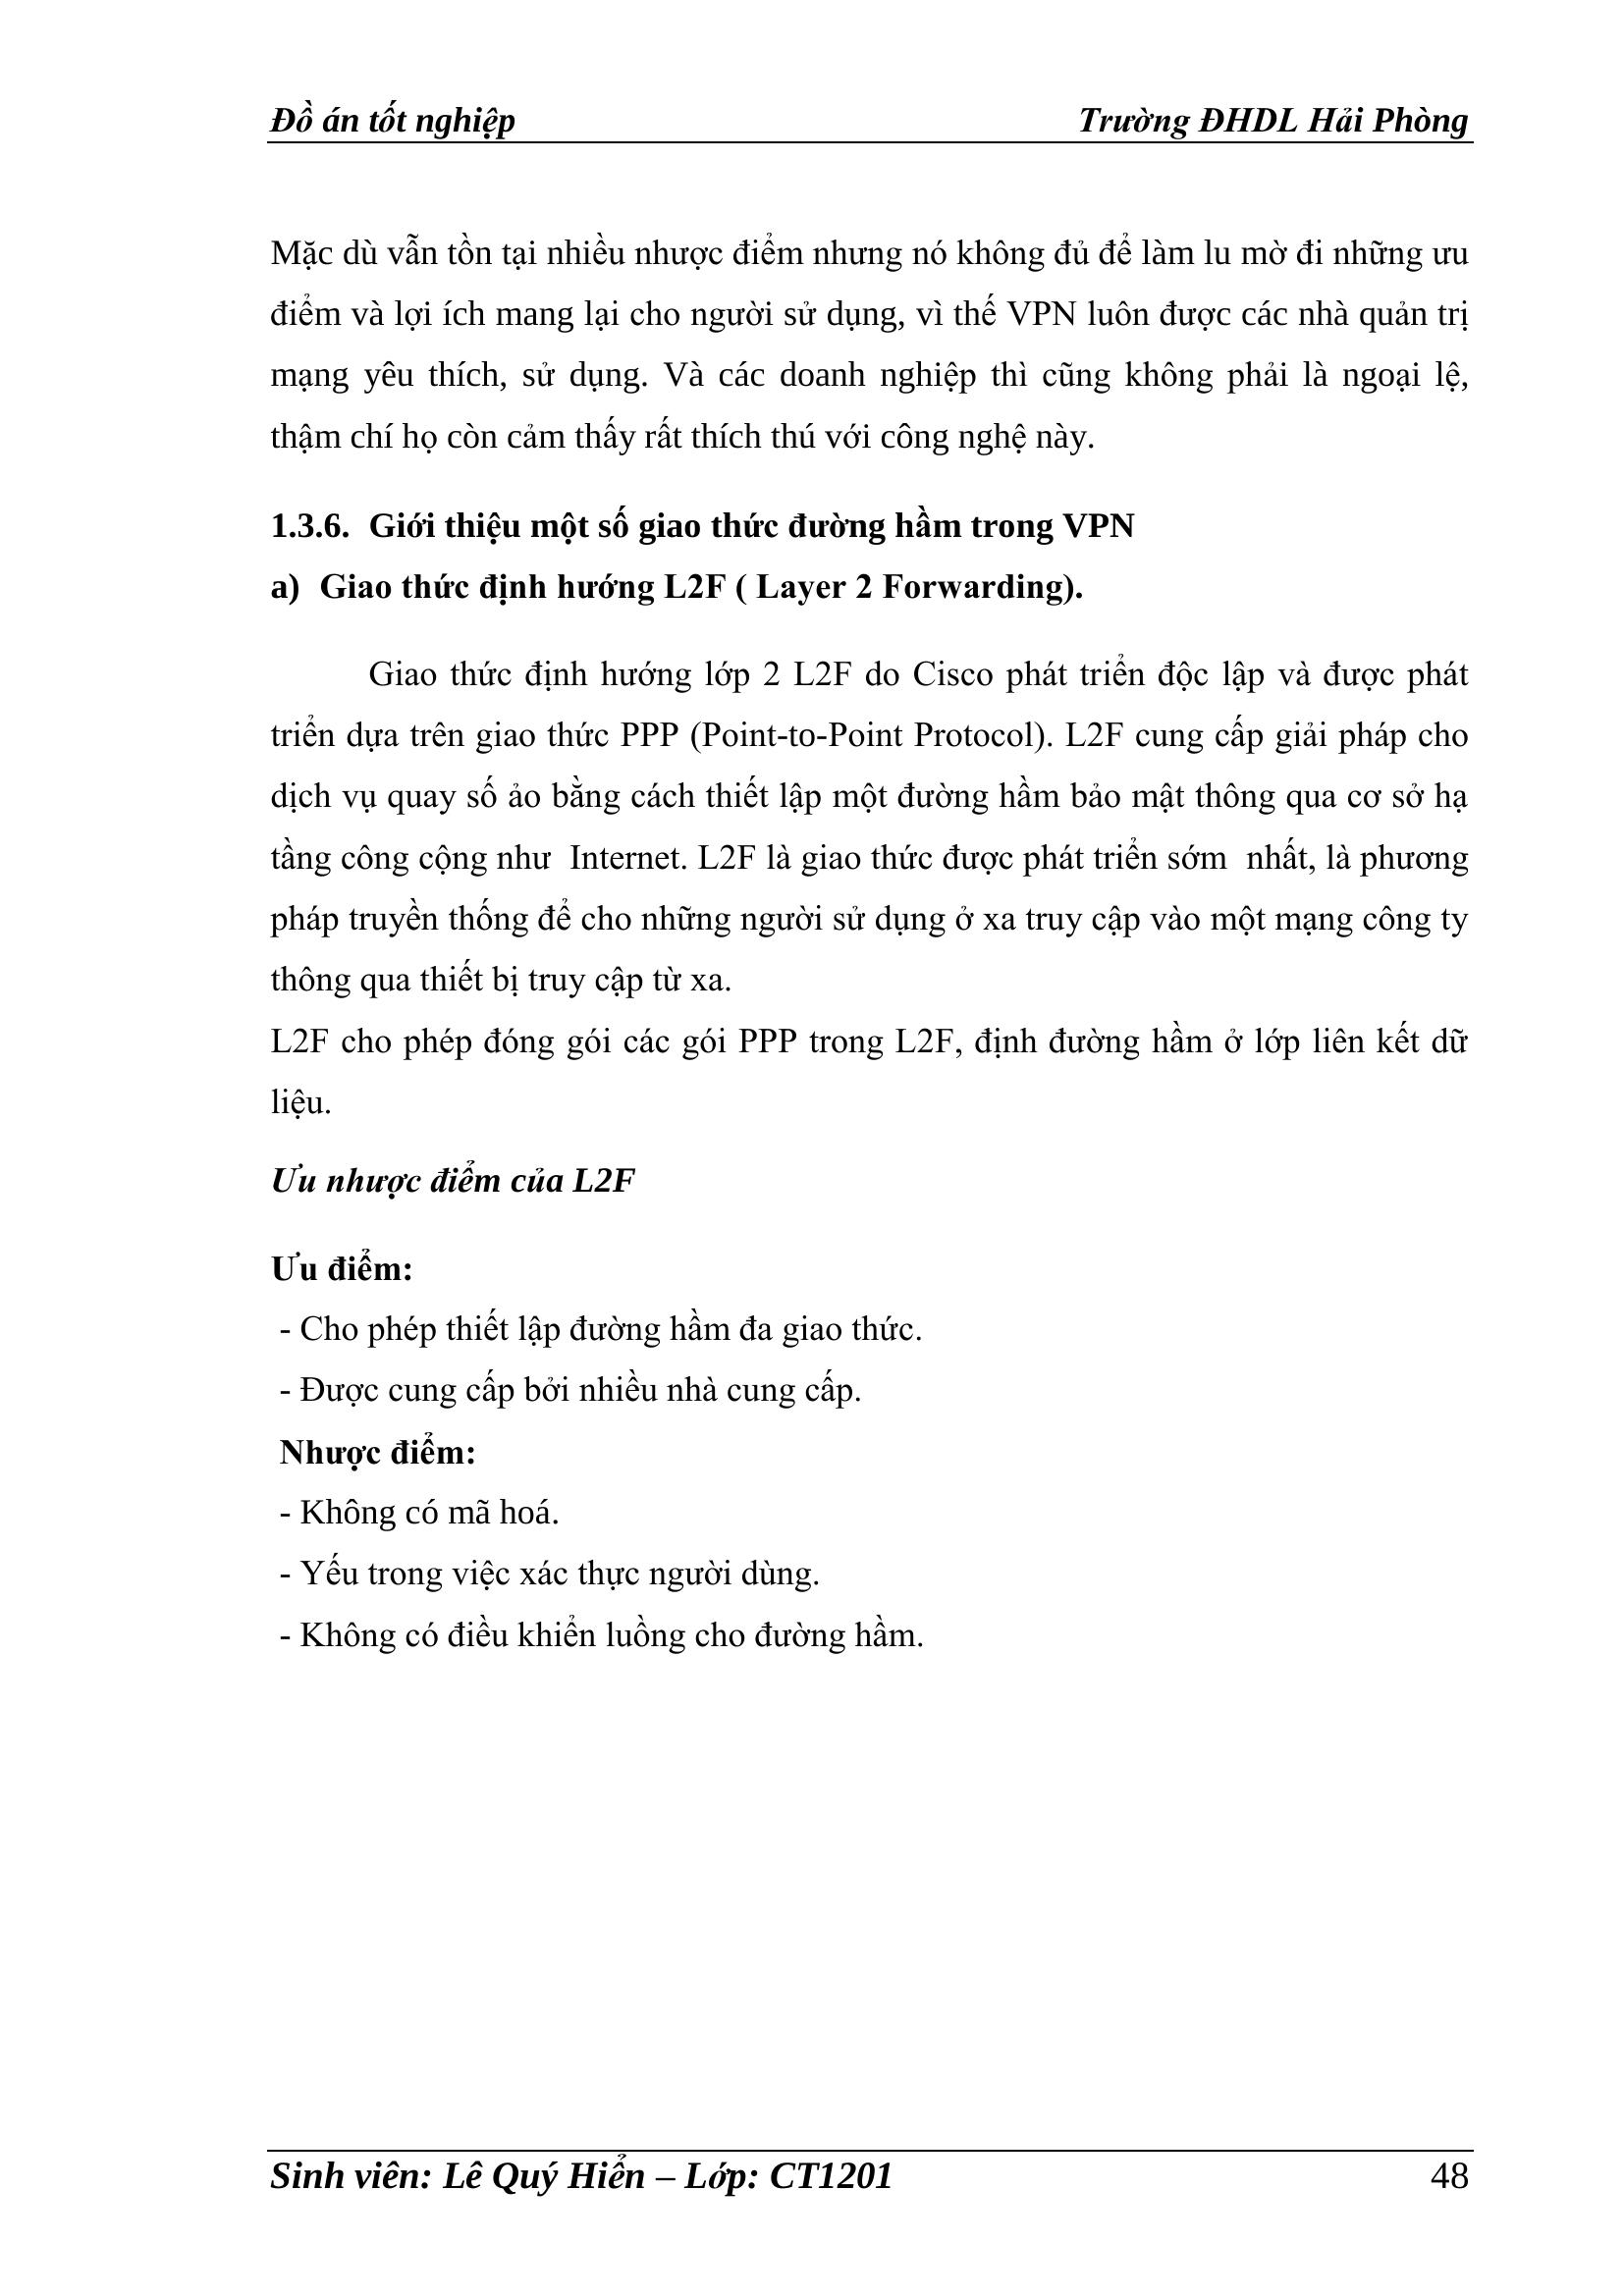 Đồ án tốt nghiệp Trường ĐHDL Hải Phòng
Mặc dù vẫn tồn tại nhiều nhược điểm nhưng nó không đủ để làm lu mờ đi những ưu
điểm và lợi ích mang lại cho người sử dụng, vì thế VPN luôn được các nhà quản trị
mạng yêu thích, sử dụng. Và các doanh nghiệp thì cũng không phải là ngoại lệ,
thậm chí họ còn cảm thấy rất thích thú với công nghệ này.
1.3.6. Giới thiệu một số giao thức đường hầm trong VPN
a) Giao thức định hướng L2F ( Layer 2 Forwarding).
Giao thức định hướng lớp 2 L2F do Cisco phát triển độc lập và được phát
triển dựa trên giao thức PPP (Point-to-Point Protocol). L2F cung cấp giải pháp cho
dịch vụ quay số ảo bằng cách thiết lập một đường hầm bảo mật thông qua cơ sở hạ
tầng công cộng như Internet. L2F là giao thức được phát triển sớm nhất, là phương
pháp truyền thống để cho những người sử dụng ở xa truy cập vào một mạng công ty
thông qua thiết bị truy cập từ xa.
L2F cho phép đóng gói các gói PPP trong L2F, định đường hầm ở lớp liên kết dữ
liệu.
Ưu nhược điểm của L2F
Ưu điểm:
- Cho phép thiết lập đường hầm đa giao thức.
- Được cung cấp bởi nhiều nhà cung cấp.
Nhược điểm:
- Không có mã hoá.
- Yếu trong việc xác thực người dùng.
- Không có điều khiển luồng cho đường hầm.
Sinh viên: Lê Quý Hiển – Lớp: CT1201 48